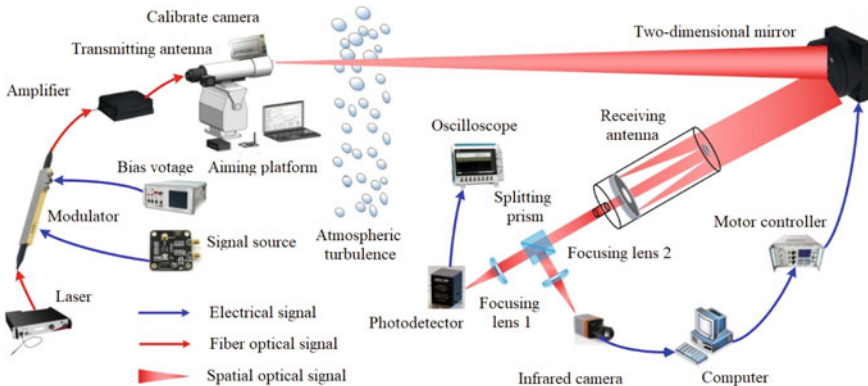 Calibrate camera
Transmitting antenna
Two-dimensional mirror
Amplifier
Receiving
antenna
Oscilloscope
Bias votage
Aiming platform
Splitting
prism
Modulator
Motor controller
Signal source
Atmospheric
turbulence
Focusing lens 2
Laser
Electrical signal
Photodetector
Focusing
lens 1
Fiber optical signal
Spatial optical signal
Infrared camera
Computer